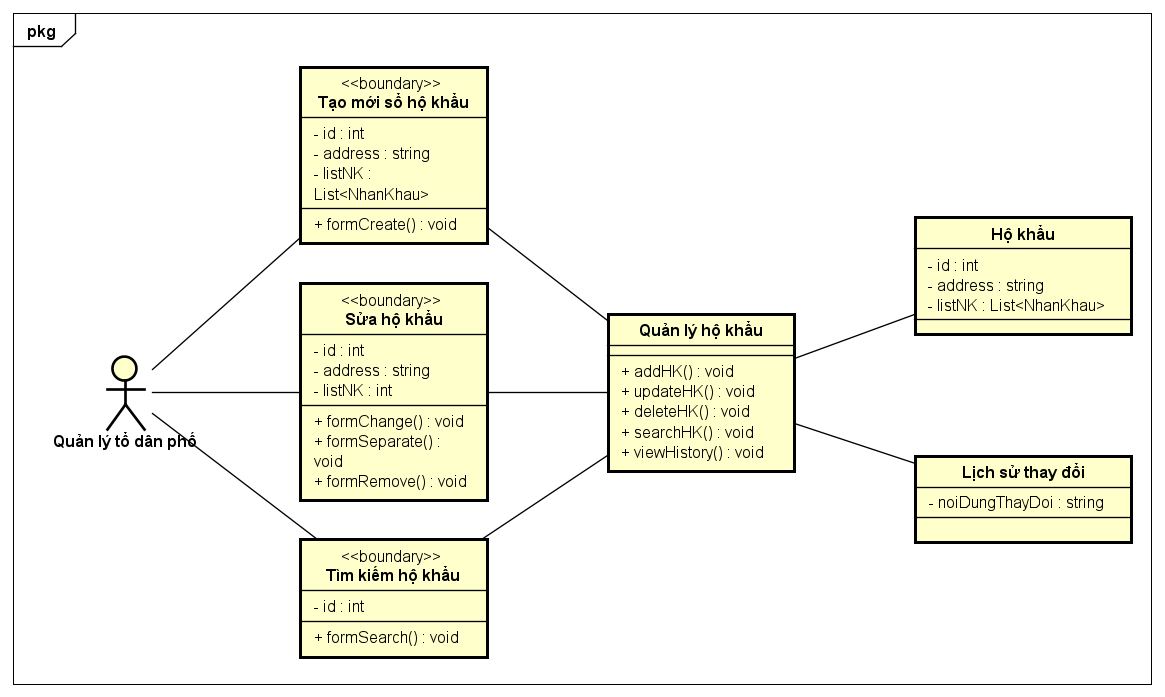 pkg
<<boundary>>
Tạo mới sổ hộ khẩu
- id : int
- address : string
- listNK :
List<NhanKhau>
+ formCreate() : void
<<boundary>>
Sửa hộ khẩu
- id : int
- address : string
- listNK : int
+ formChange() : void
+ formSeparate() :
void
+ formRemove() : void
<<boundary>>
Tìm kiếm hộ khẩu
- id : int
+ formSearch() : void
Quản lý tổ dân phố
Quản lý hộ khẩu
+ addHK() : void
+ updateHK() : void
+ deleteHK() : void
+ searchHK() : void
+ viewHistory() : void
Hộ khẩu
- id : int
- address : string
- listNK : List<NhanKhau>
Lịch sử thay đổi
- noiDungThayDoi : string